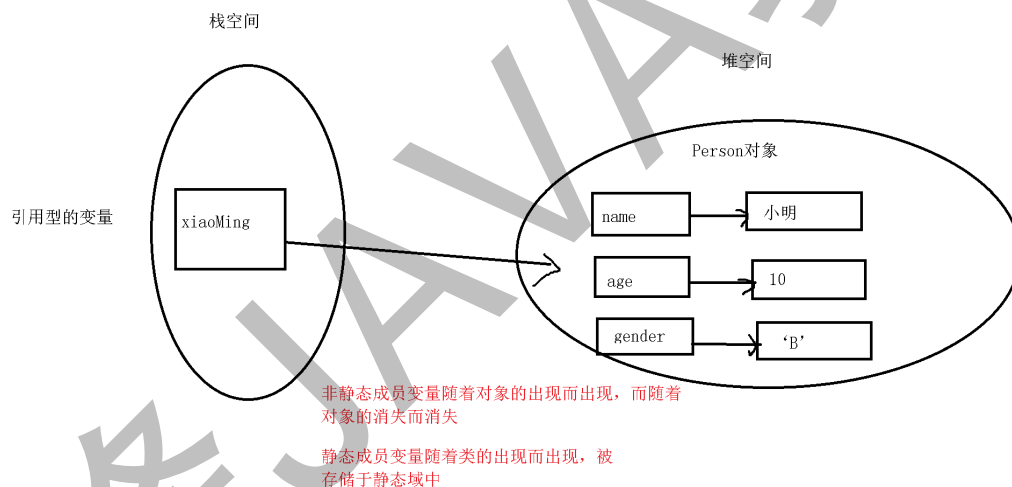 栈空间
堆空间
Person对象
引用型的变量
xiaoMing
name
小明
age
10
gender
‘B’
非静态成员变量随着对象的出现而出现，而随着
对象的消失而消失
静态成员变量随着类的出现而出现，被
存储于静态域中
JAVA